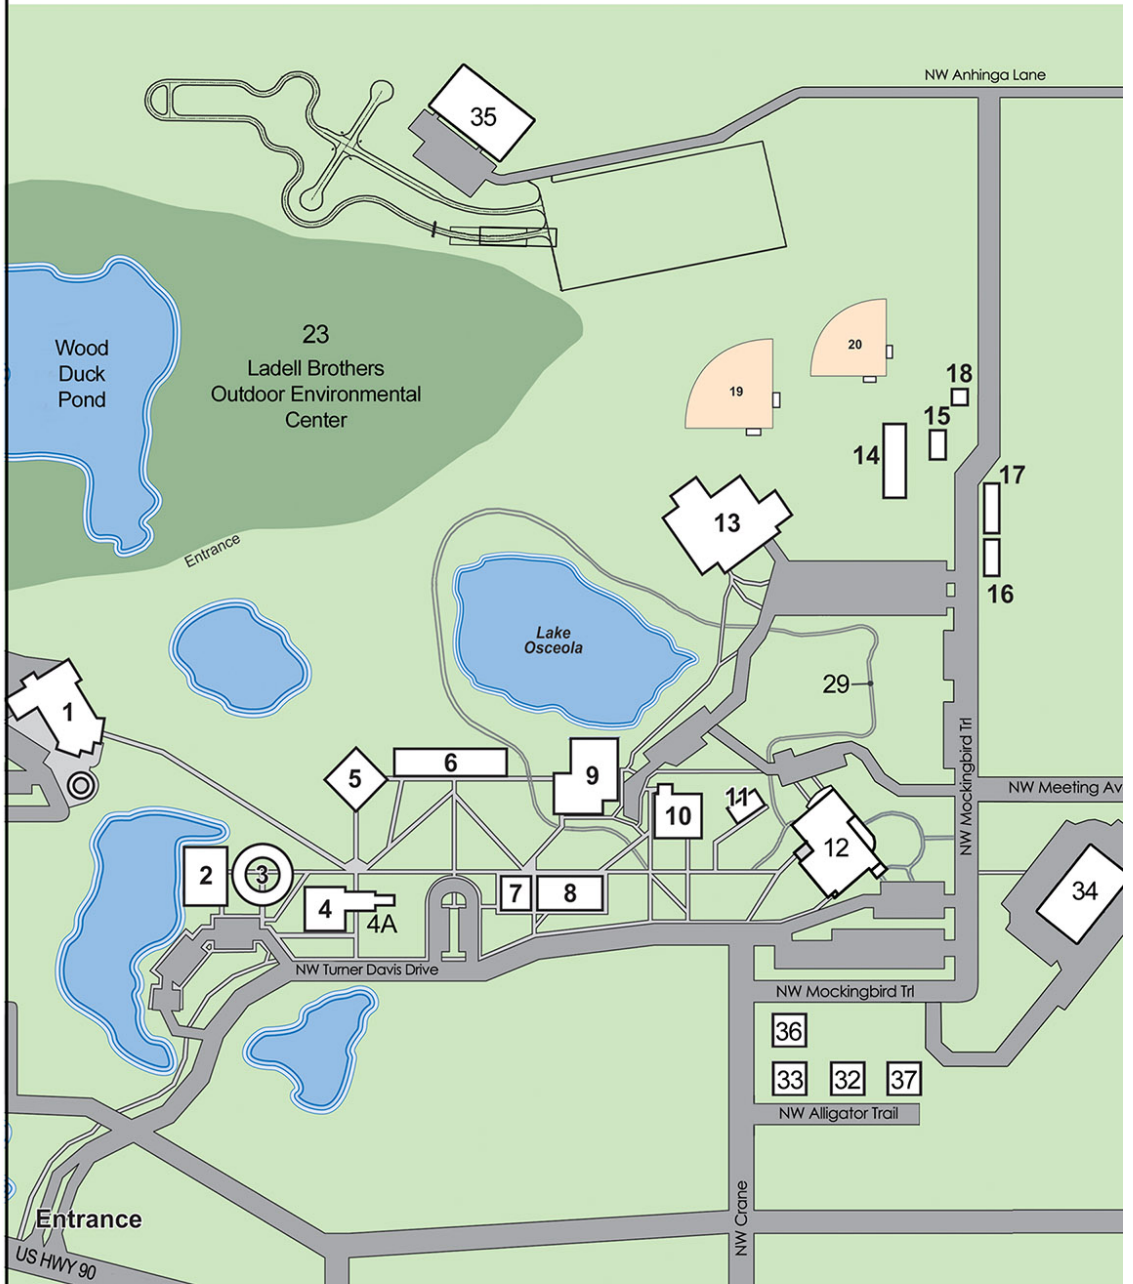 NW Anhinga Lane
35
23
Ladell Brothers
Outdoor Environmental
Center
Wood
Duck
Pond
20
19
18
15
14
17
16
13
Entrance
Lake
Osceola
29
1
NW Mockingbird Trl
NW Meeting Av
5
6
9
10
11
12
2
3
4
4A
7
8
34
NW Turner Davis Drive
NW Mockingbird Trl
36
33
32
37
NW Alligator Trail
NW Crane
Entrance
US HWY 90